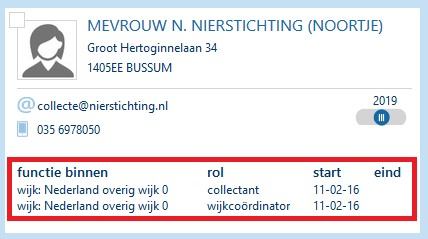 MEVROUW N. NIERSTICHTING (NOORTJE)
Groot Hertoginnelaan 34
1405EE BUSSUM
@ collecte@nierstichting.nl
2019
035 6978050
functie binnen rol start eind
wijk: Nederland overig wijk 0 collectant 11-02-16
wijk: Nederland overig wijk 0 wijkcoördinator 11-02-16